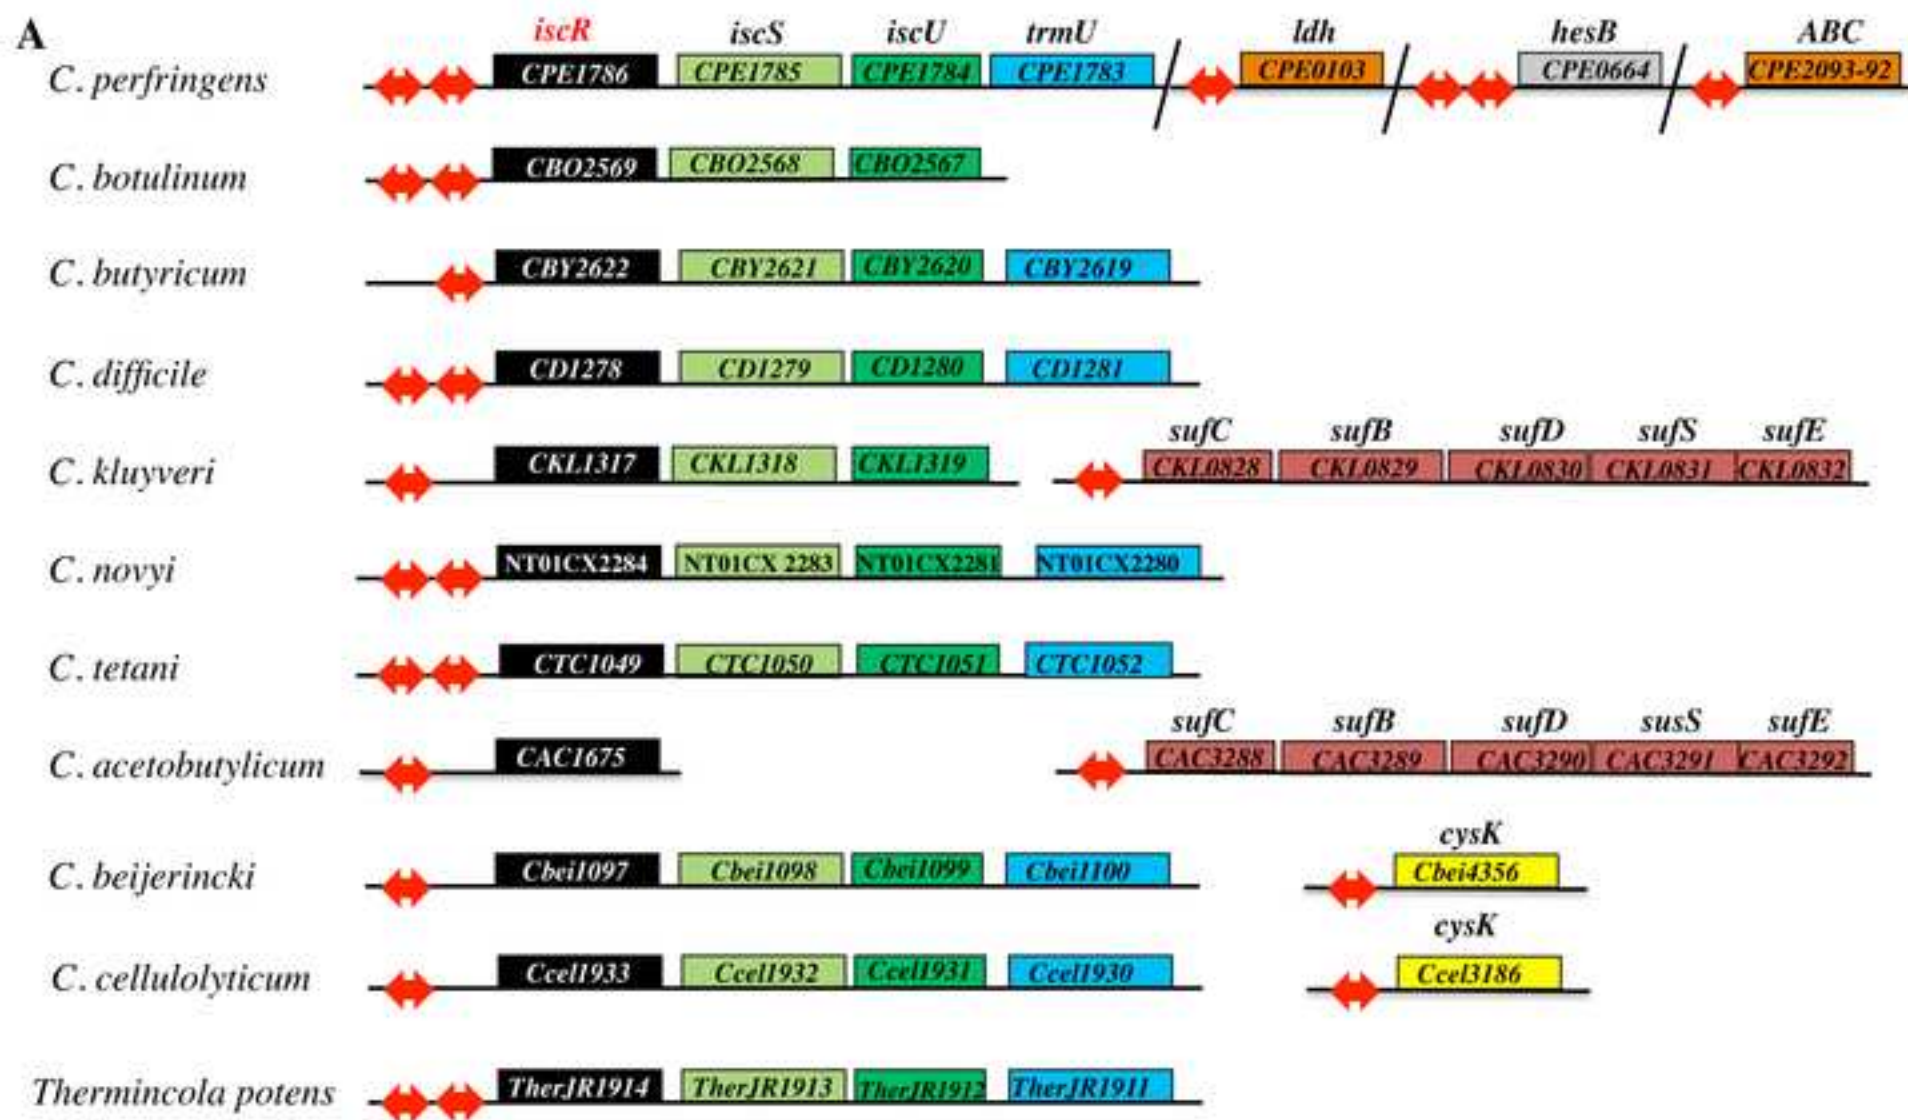 A
iscR iscS iscU trmU ldh hesB ABC
C. perfringens CPE1786 CPE1785 CPE1784 CPE1783 CPE0103 CPE0664 CPE2093-92
C. botulinum CBO2569 CBO2568 CBO2567
C. butyricum CBY2622 CBY2621 CBY2620 CBY2619
C. difficile CD1278 CD1279 CD1280 CD1281
sufC sufB sufD sufS sufE
C. kluyveri CKL1317 CKL1318 CKL1319 CKL0828 CKL0829 CKL0830 CKL0831 CKL0832
C. novyi NT01CX2284 NT01CX 2283 NT01CX2281 NT01CX2280
C. tetani CTC1049 CTC1050 CTC1051 CTC1052
sufC sufB sufD susS sufE
C. acetobutylicum CAC1675 CAC3288 CAC3289 CAC3290 CAC3291 CAC3292
cysK
C. beijerincki Cbei1097 Cbei1098 Cbei1099 Cbei1100 Cbei4356
cysK
C. cellulolyticum Ccel1933 Ccel1932 Ccel1931 Ccel1930 Ccel3186
Thermincola potens TherJR1914 TherJR1913 TherJR1912 TherJR1911